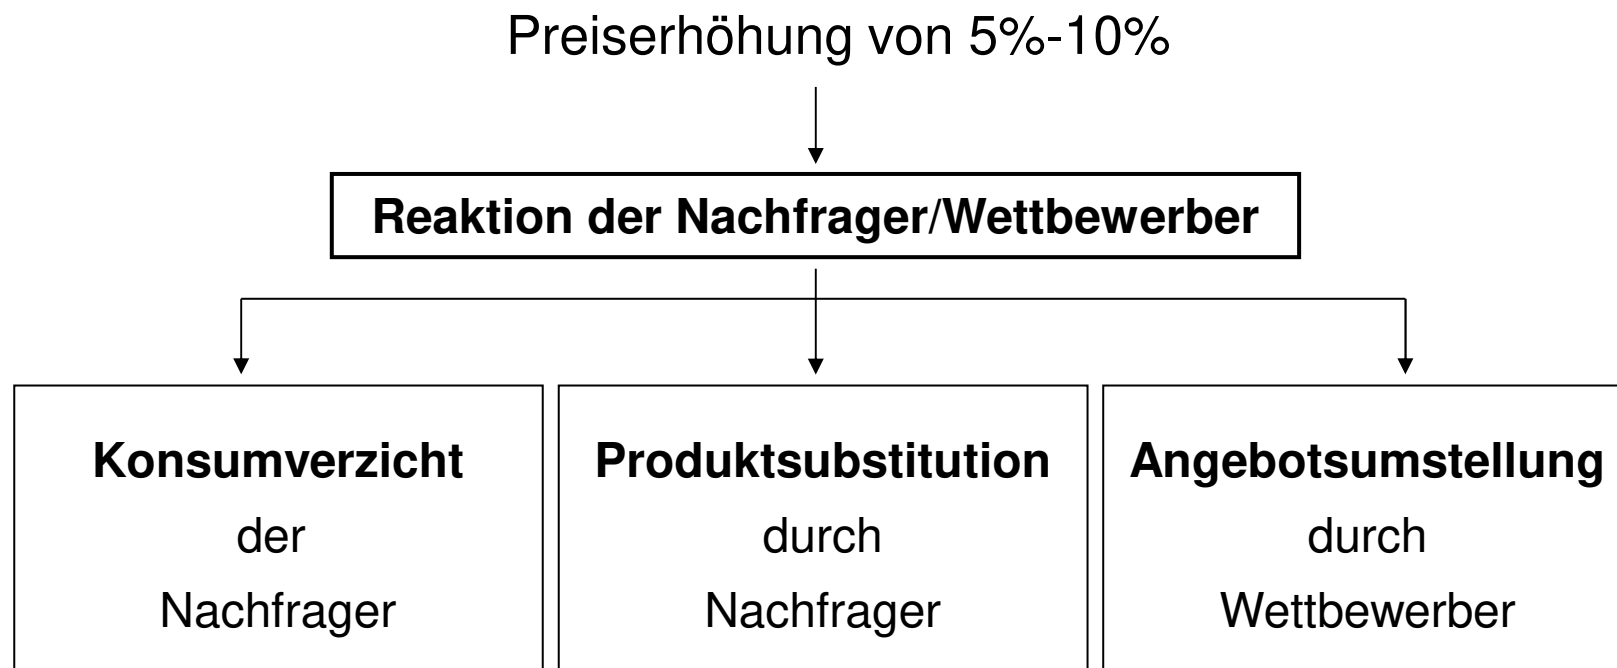 Preiserhöhung von 5%-10%
Reaktion der Nachfrager/Wettbewerber
Konsumverzicht
der
Nachfrager
Produktsubstitution
durch
Nachfrager
Angebotsumstellung
durch
Wettbewerber